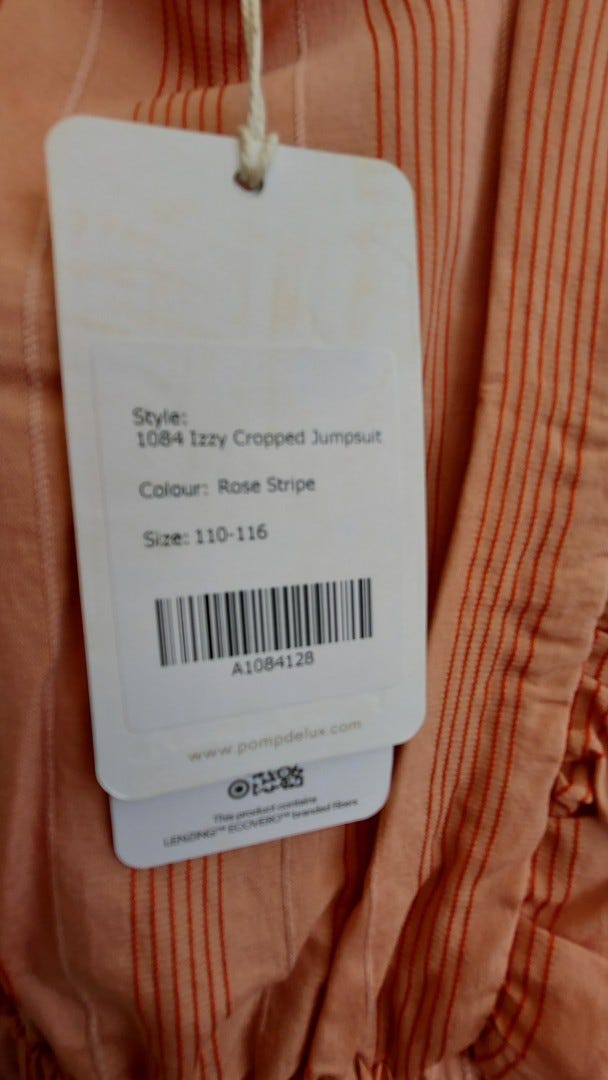 Style:
1084 Izzy Cropped Jumpsuit
Colour: Rose Stripe
Size: 110-116
A1084128
www.pompdelux.com
This product contains
LENZING™ ECOVERO™ branded fibers